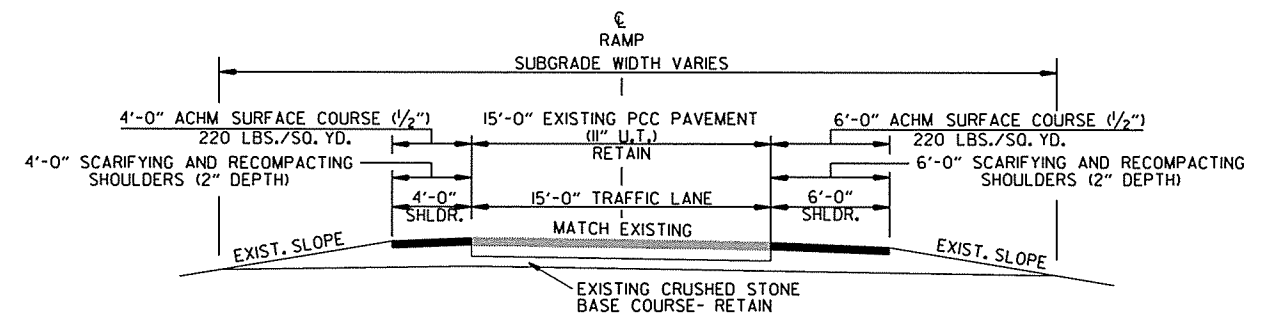 ℄
RAMP
SUBGRADE WIDTH VARIES
4'-0" ACHM SURFACE COURSE (1/2")
220 LBS./SQ. YD.
15'-0" EXISTING PCC PAVEMENT
(11" U.T.)
RETAIN
6'-0" ACHM SURFACE COURSE (1/2")
220 LBS./SQ. YD.
4'-0" SCARIFYING AND RECOMPACTING
SHOULDERS (2" DEPTH)
6'-0" SCARIFYING AND RECOMPACTING
SHOULDERS (2" DEPTH)
4'-0"
SHLDR.
15'-0" TRAFFIC LANE
6'-0"
SHLDR.
MATCH EXISTING
EXIST. SLOPE
EXIST. SLOPE
EXISTING CRUSHED STONE
BASE COURSE- RETAIN